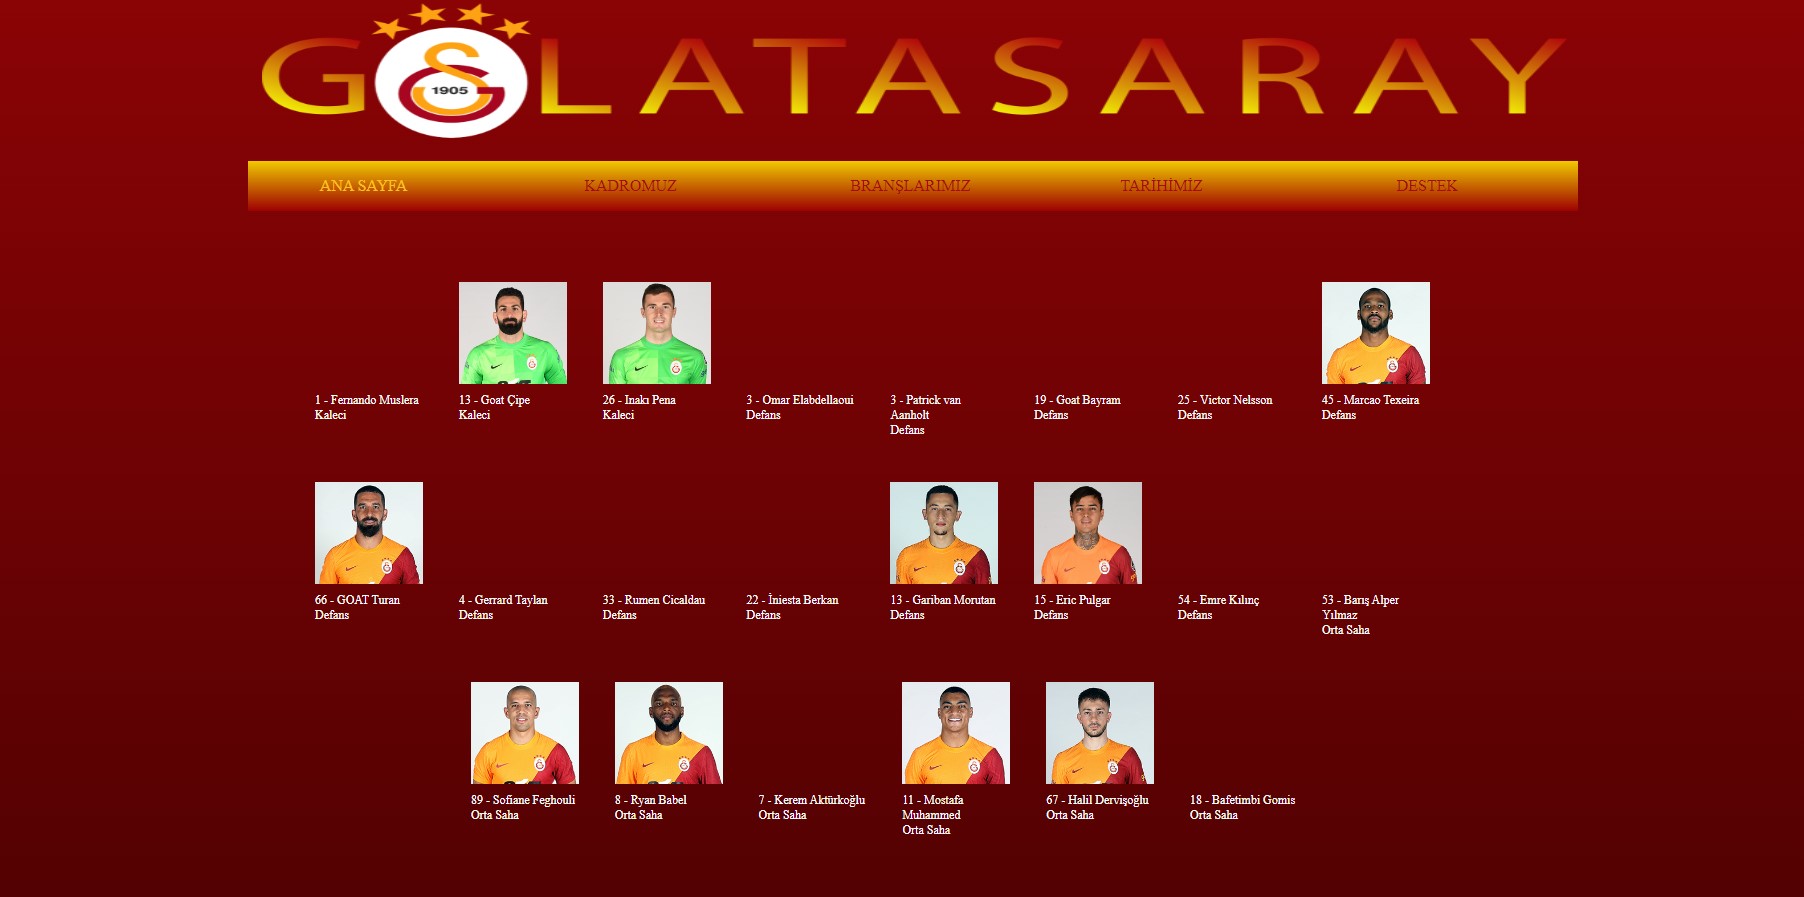 GALATASARAY
1905
ANA SAYFA
KADROMUZ
BRANŞLARIMIZ
TARİHİMİZ
DESTEK
1 - Fernando Muslera
Kaleci
13 - Goat Çipe
Kaleci
26 - Inakı Pena
Kaleci
3 - Omar Elabdellaoui
Defans
3 - Patrick van
Aanholt
Defans
19 - Goat Bayram
Defans
25 - Victor Nelsson
Defans
45 - Marcao Texeira
Defans
66 - GOAT Turan
Defans
4 - Gerrard Taylan
Defans
33 - Rumen Cicaldau
Defans
22 - İniesta Berkan
Defans
13 - Gariban Morutan
Defans
15 - Eric Pulgar
Defans
54 - Emre Kılınç
Defans
53 - Barış Alper
Yılmaz
Orta Saha
89 - Sofiane Feghouli
Orta Saha
8 - Ryan Babel
Orta Saha
7 - Kerem Aktürkoğlu
Orta Saha
11 - Mostafa
Muhammed
Orta Saha
67 - Halil Dervişoğlu
Orta Saha
18 - Bafetimbi Gomis
Orta Saha